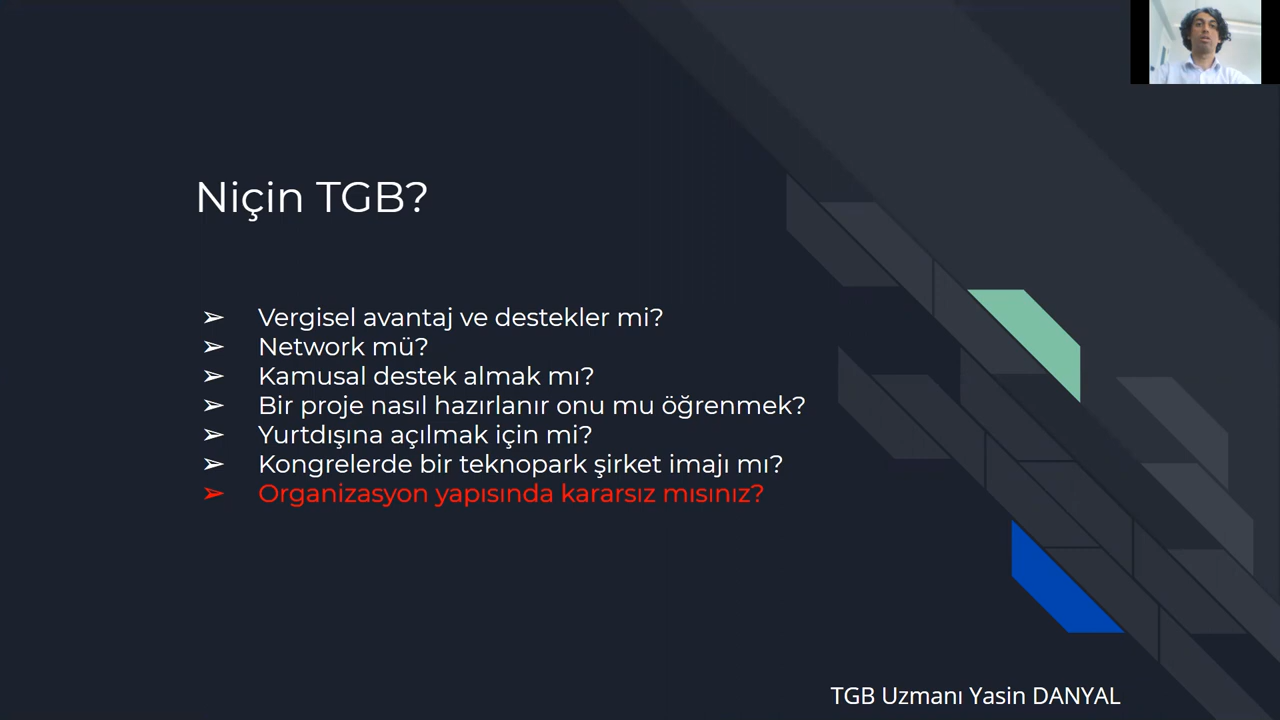 Niçin TGB?
➢ Vergisel avantaj ve destekler mi?
➢ Network mü?
➢ Kamusal destek almak mı?
➢ Bir proje nasıl hazırlanır onu mu öğrenmek?
➢ Yurtdışına açılmak için mi?
➢ Kongrelerde bir teknopark şirket imajı mı?
➢ Organizasyon yapısında kararsız mısınız?
TGB Uzmanı Yasin DANYAL